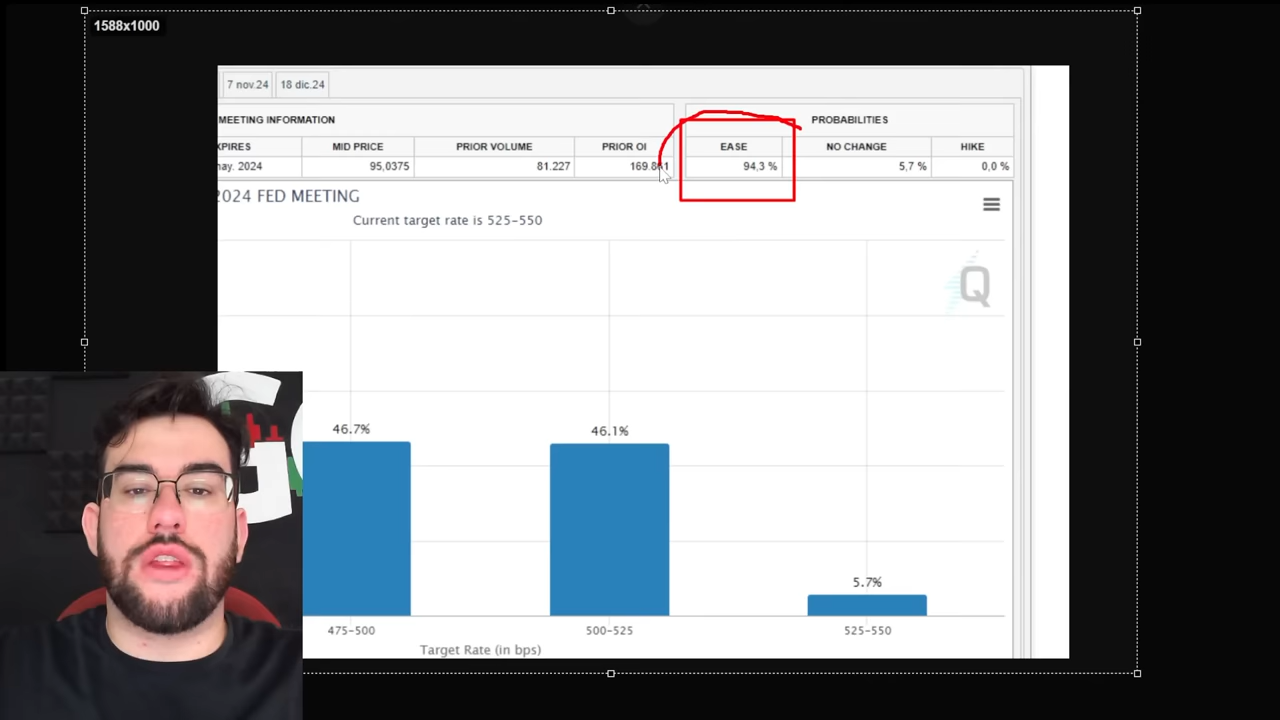 1588x1000
7 nov.24 18 dic.24
MEETING INFORMATION PROBABILITIES
XPIRES MID PRICE PRIOR VOLUME PRIOR OI EASE NO CHANGE HIKE
may. 2024 95,0375 81.227 94,3 % 5,7 % 0,0 %
2024 FED MEETING
Current target rate is 525-550
Q
46.7% 46.1%
5.7%
475-500 500-525 525-550
Target Rate (in bps)